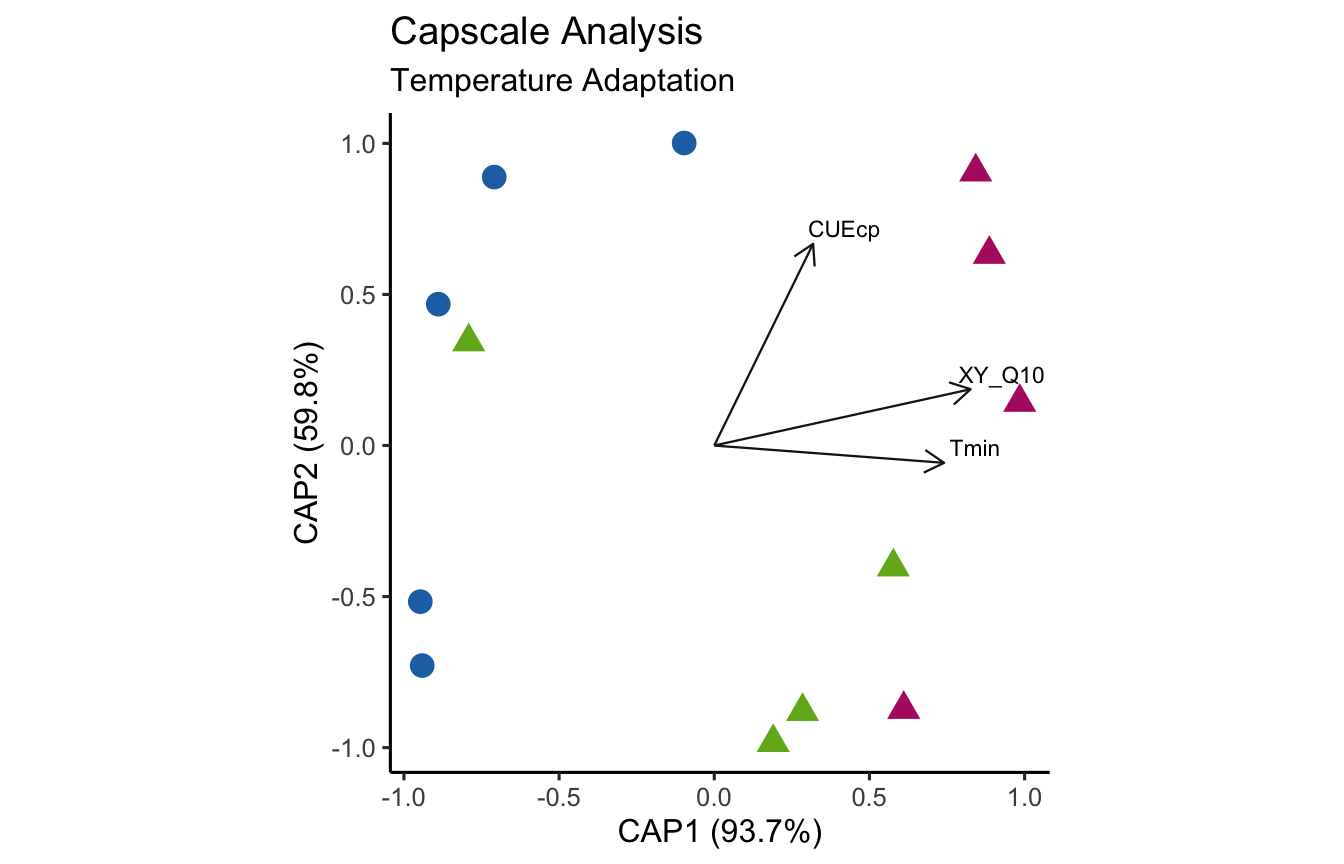 Capscale Analysis
Temperature Adaptation
1.0
0.5
0.0
-0.5
-1.0
CAP2 (59.8%)
CUEcp
XY_Q10
Tmin
-1.0 -0.5 0.0 0.5 1.0
CAP1 (93.7%)